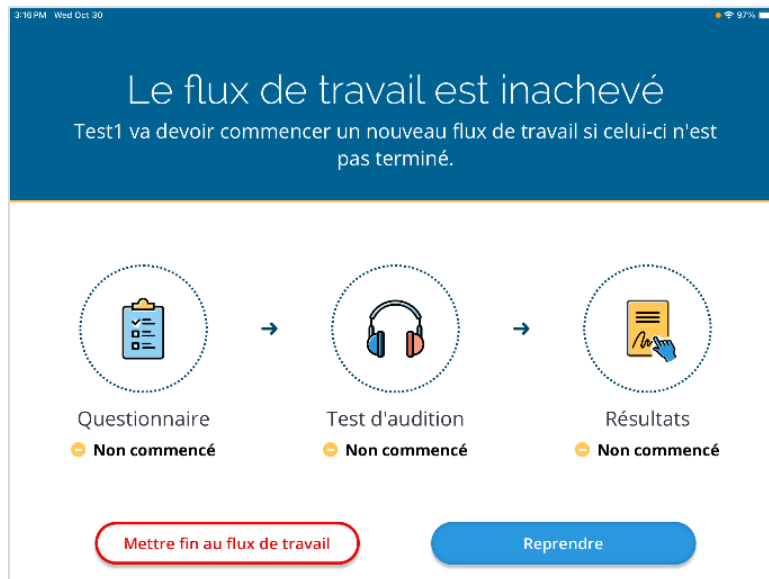 3:16 PM Wed Oct 30 97%
Le flux de travail est inachevé
Test1 va devoir commencer un nouveau flux de travail si celui-ci n'est
pas terminé.
Questionnaire Test d'audition Résultats
Non commencé Non commencé Non commencé
Mettre fin au flux de travail Reprendre